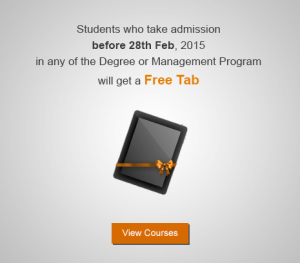 Students who take admission
before 28th Feb, 2015
in any of the Degree or Management Program
will get a Free Tab
View Courses